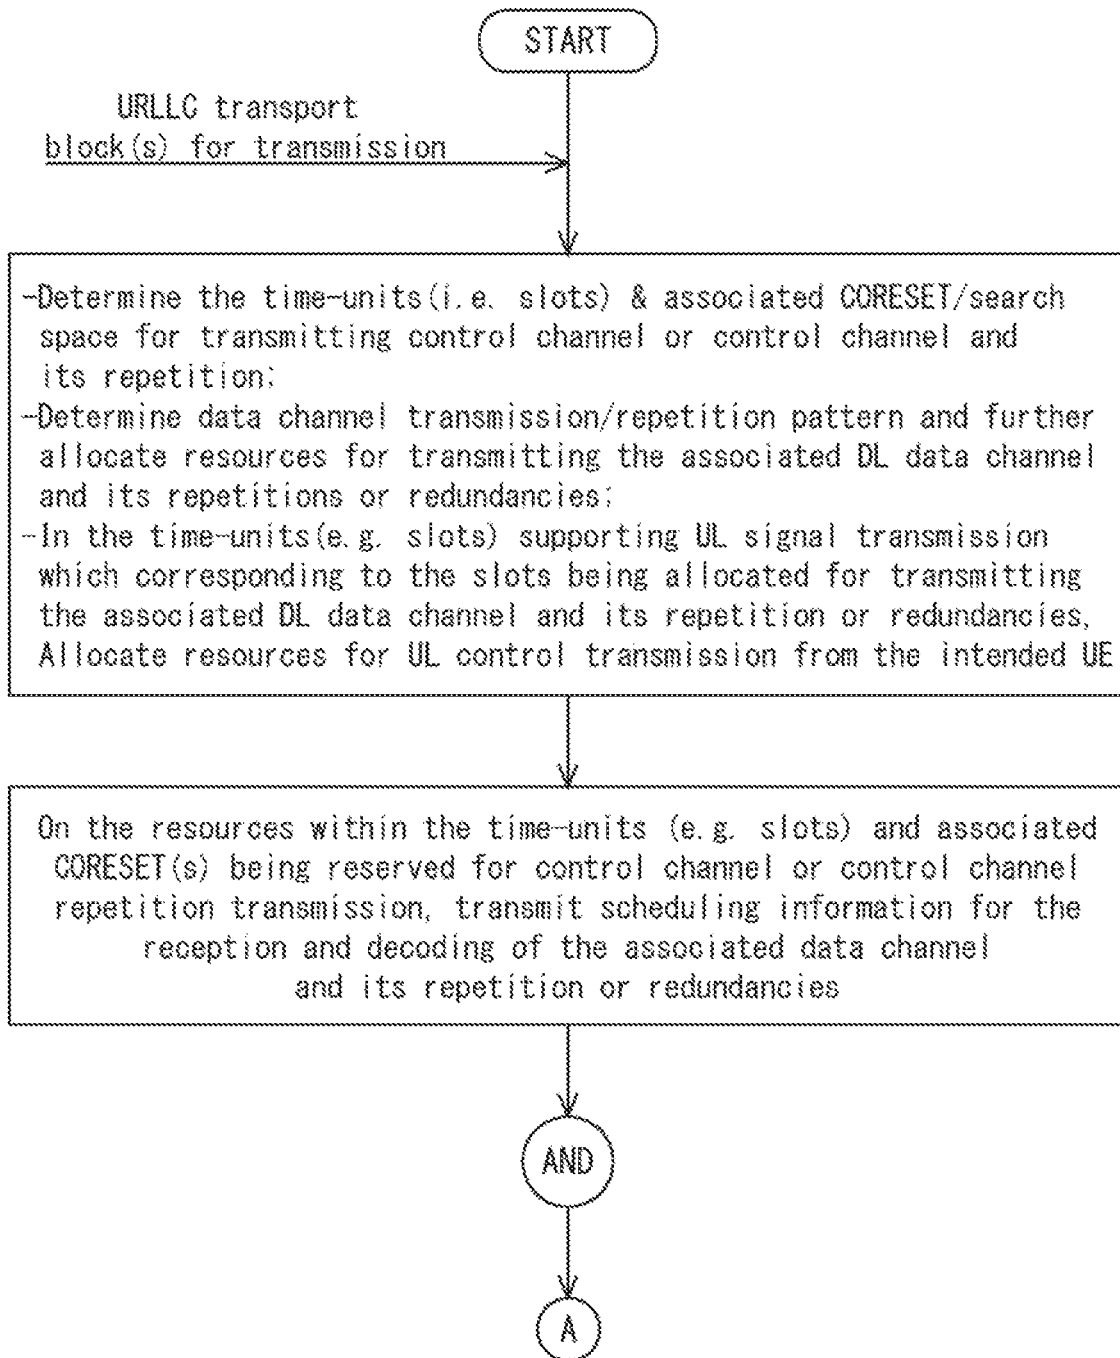 START
URLLC transport
block(s) for transmission
-Determine the time-units(i.e. slots) & associated CORESET/search
space for transmitting control channel or control channel and
its repetition;
-Determine data channel transmission/repetition pattern and further
allocate resources for transmitting the associated DL data channel
and its repetitions or redundancies;
-In the time-units(e.g. slots) supporting UL signal transmission
which corresponding to the slots being allocated for transmitting
the associated DL data channel and its repetition or redundancies,
Allocate resources for UL control transmission from the intended UE
On the resources within the time-units (e.g. slots) and associated
CORESET(s) being reserved for control channel or control channel
repetition transmission, transmit scheduling information for the
reception and decoding of the associated data channel
and its repetition or redundancies
AND
A